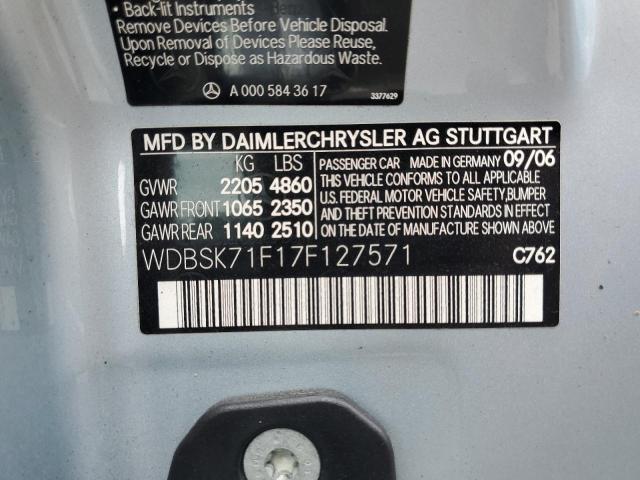 • Back-lit Instruments
Remove Devices Before Vehicle Disposal.
Upon Removal of Devices Please Reuse,
Recycle or Dispose as Hazardous Waste.
A 000 584 36 17
3377629
MFD BY DAIMLERCHRYSLER AG STUTTGART
KG LBS
GVWR 2205 4860
GAWR FRONT 1065 2350
GAWR REAR 1140 2510
PASSENGER CAR MADE IN GERMANY 09/06
THIS VEHICLE CONFORMS TO ALL APPLICABLE
U.S. FEDERAL MOTOR VEHICLE SAFETY, BUMPER
AND THEFT PREVENTION STANDARDS IN EFFECT
ON THE DATE OF MANUFACTURE SHOWN ABOVE.
WDBSK71F17F127571
C762